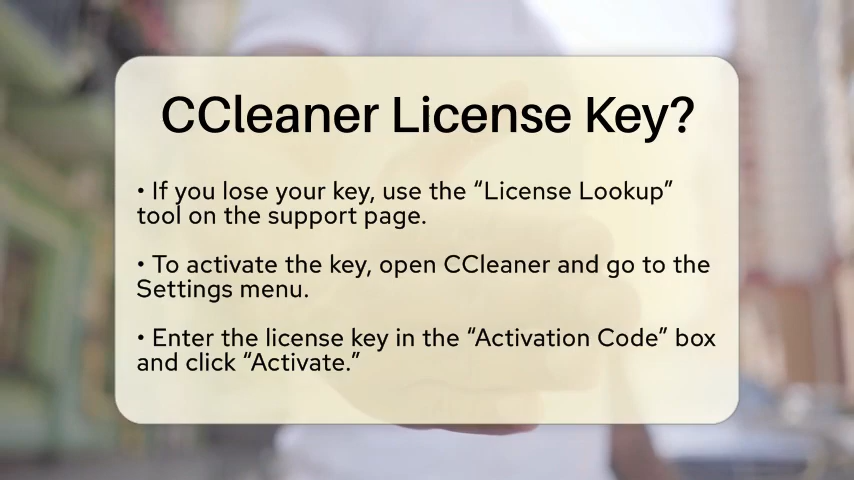 CCleaner License Key?
• If you lose your key, use the “License Lookup”
tool on the support page.
• To activate the key, open CCleaner and go to the
Settings menu.
• Enter the license key in the “Activation Code” box
and click “Activate.”